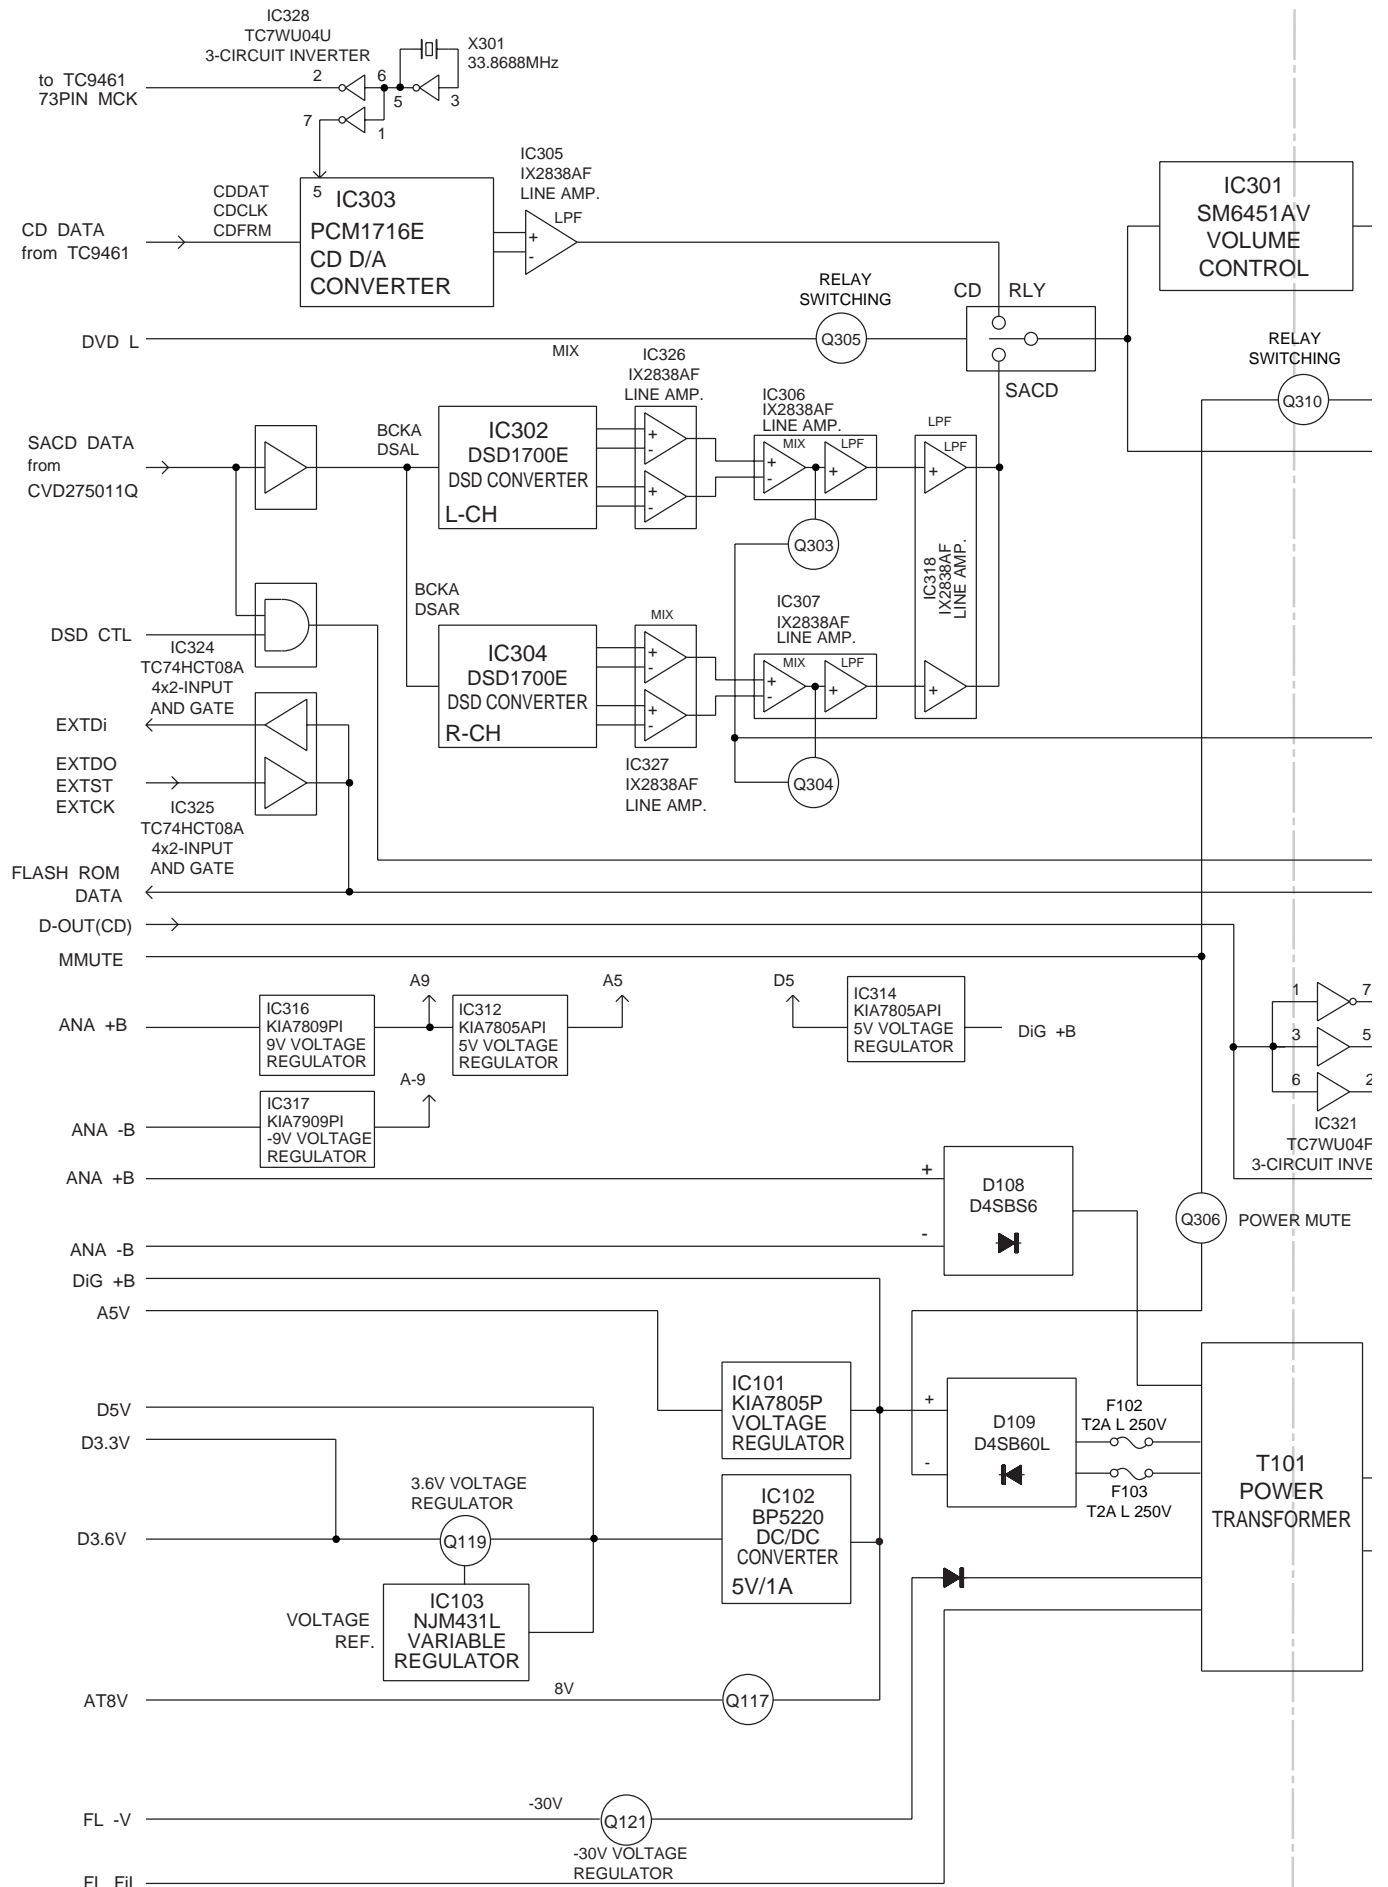 IC328
TC7WU04U
3-CIRCUIT INVERTER
X301
33.8688MHz
to TC9461
73PIN MCK
2
6
5
3
7
1
IC305
IX2838AF
LINE AMP.
LPF
+
-
CDDAT
CDCLK
CDFRM
5
IC303
PCM1716E
CD D/A
CONVERTER
CD DATA
from TC9461
IC301
SM6451AV
VOLUME
CONTROL
RELAY
SWITCHING
Q305
CD RLY
SACD
DVD L
MIX
RELAY
SWITCHING
Q310
IC326
IX2838AF
LINE AMP.
+
-
+
-
IC306
IX2838AF
LINE AMP.
MIX
LPF
+
-
+
LPF
LPF
+
SACD DATA
from
CVD275011Q
BCKA
DSAL
IC302
DSD1700E
DSD CONVERTER
L-CH
Q303
IC318
IX2838AF
LINE AMP.
BCKA
DSAR
MIX
IC307
IX2838AF
LINE AMP.
MIX
LPF
+
-
+
+
DSD CTL
IC324
TC74HCT08A
4x2-INPUT
AND GATE
IC304
DSD1700E
DSD CONVERTER
R-CH
+
-
+
-
IC327
IX2838AF
LINE AMP.
Q304
EXTDi
EXTDO
EXTST
EXTCK
IC325
TC74HCT08A
4x2-INPUT
AND GATE
FLASH ROM
DATA
D-OUT(CD)
MMUTE
A9
A5
D5
ANA +B
IC316
KIA7809PI
9V VOLTAGE
REGULATOR
IC312
KIA7805API
5V VOLTAGE
REGULATOR
IC314
KIA7805API
5V VOLTAGE
REGULATOR
DiG +B
1
7
3
5
6
2
IC321
TC7WU04F
3-CIRCUIT INVE
A-9
ANA -B
IC317
KIA7909PI
-9V VOLTAGE
REGULATOR
ANA +B
+
D108
D4SBS6
ANA -B
-
Q306
POWER MUTE
DiG +B
A5V
IC101
KIA7805P
VOLTAGE
REGULATOR
+
-
D109
D4SB60L
F102
T2A L 250V
F103
T2A L 250V
T101
POWER
TRANSFORMER
D5V
D3.3V
3.6V VOLTAGE
REGULATOR
D3.6V
Q119
IC102
BP5220
DC/DC
CONVERTER
5V/1A
VOLTAGE
REF.
IC103
NJM431L
VARIABLE
REGULATOR
AT8V
8V
Q117
FL -V
-30V
Q121
-30V VOLTAGE
REGULATOR
FL Fil